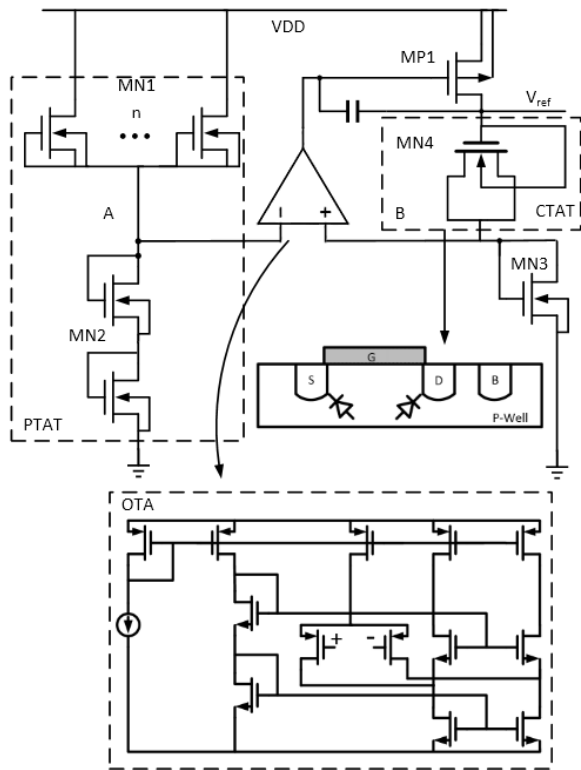 VDD
MP1
MN1
n
Vref
MN4
A
B
CTAT
- +
MN3
MN2
G
S D B
P-Well
PTAT
OTA
+ -